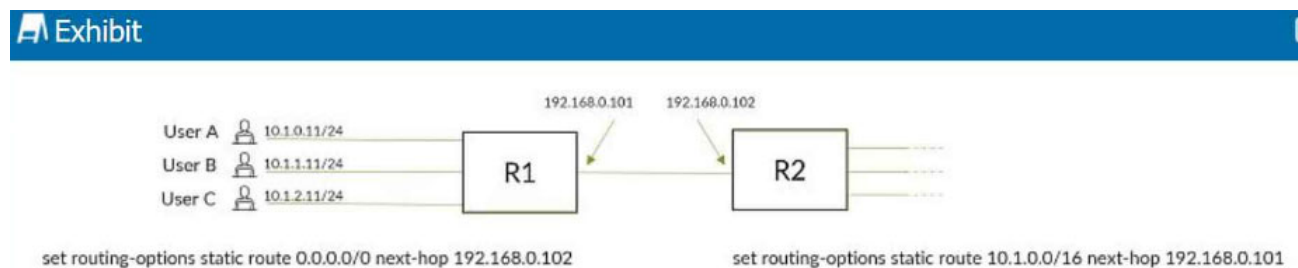 Exhibit
192.168.0.101 192.168.0.102
User A 10.1.0.11/24
User B 10.1.1.11/24
User C 10.1.2.11/24
R1
R2
set routing-options static route 0.0.0.0/0 next-hop 192.168.0.102
set routing-options static route 10.1.0.0/16 next-hop 192.168.0.101